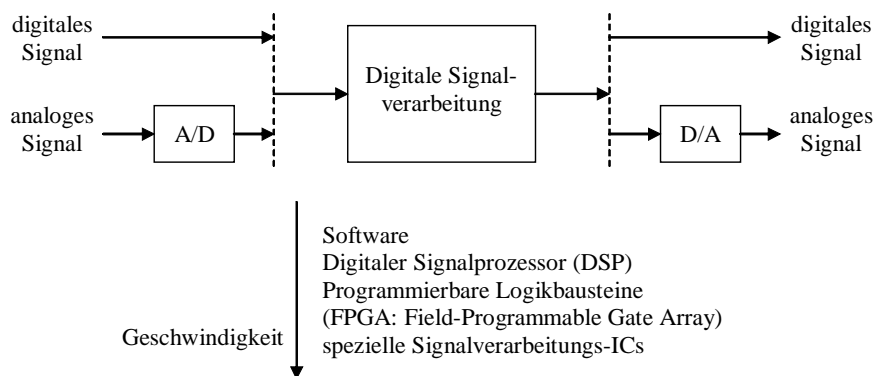 digitales
Signal
analoges
Signal
A/D
Digitale Signal-
verarbeitung
digitales
Signal
D/A
analoges
Signal
Geschwindigkeit
Software
Digitaler Signalprozessor (DSP)
Programmierbare Logikbausteine
(FPGA: Field-Programmable Gate Array)
spezielle Signalverarbeitungs-ICs